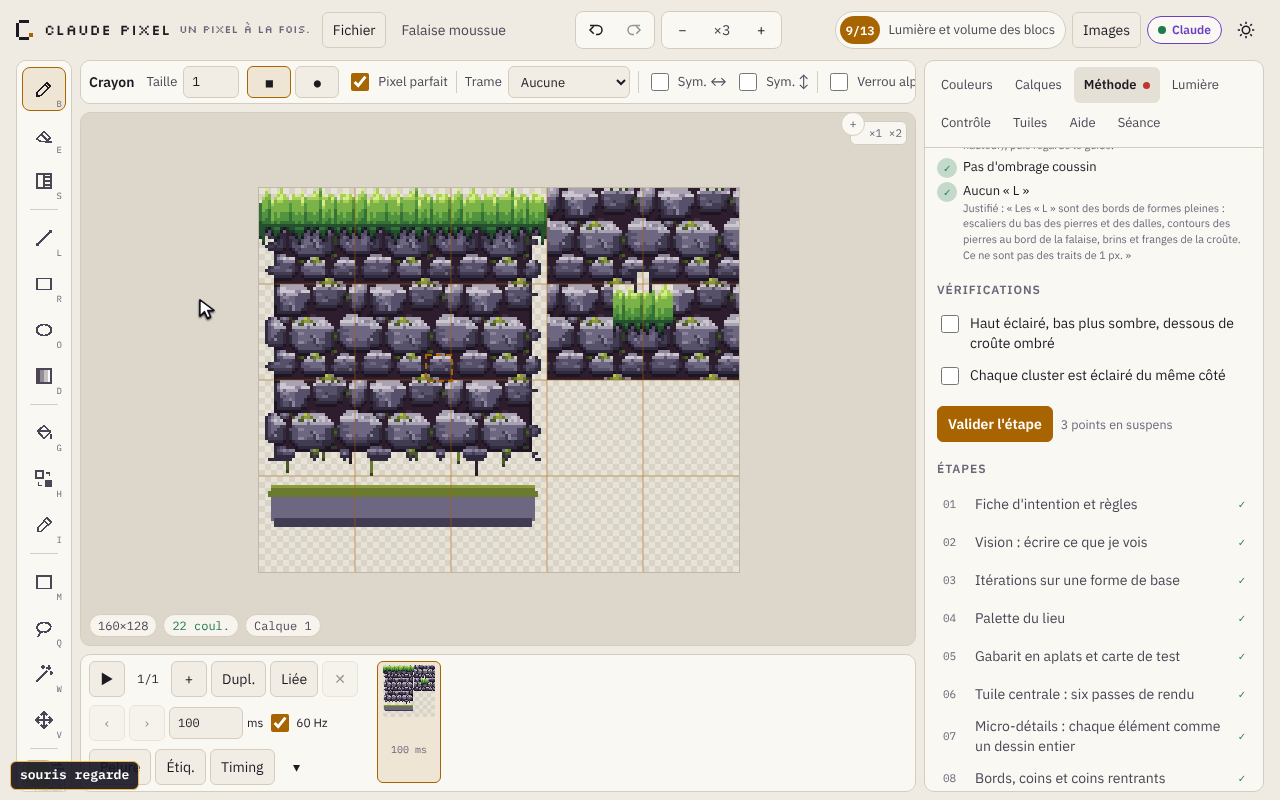 CLAUDE PIXEL UN PIXEL À LA FOIS. Fichier Falaise moussue − ×3 + 9/13 Lumière et volume des blocs Images Claude
Crayon Taille 1 Pixel parfait Trame Aucune Sym. ↔ Sym. ↕ Verrou alp
B
E
S
L
R
O
D
G
H
I
M
Q
W
V
+ ×1 ×2
160×128 22 coul. Calque 1
1/1 + Dupl. Liée ×
‹ › 100 ms 60 Hz
Étiq. Timing ▼
100 ms
souris regarde
Couleurs Calques Méthode Lumière
Contrôle Tuiles Aide Séance
✓ Pas d'ombrage coussin
✓ Aucun « L »
Justifié : « Les « L » sont des bords de formes pleines :
escaliers du bas des pierres et des dalles, contours des
pierres au bord de la falaise, brins et franges de la croûte.
Ce ne sont pas des traits de 1 px. »
VÉRIFICATIONS
Haut éclairé, bas plus sombre, dessous de
croûte ombré
Chaque cluster est éclairé du même côté
Valider l'étape 3 points en suspens
ÉTAPES
01 Fiche d'intention et règles ✓
02 Vision : écrire ce que je vois ✓
03 Itérations sur une forme de base ✓
04 Palette du lieu ✓
05 Gabarit en aplats et carte de test ✓
06 Tuile centrale : six passes de rendu ✓
07 Micro-détails : chaque élément comme
un dessin entier ✓
08 Bords, coins et coins rentrants ✓